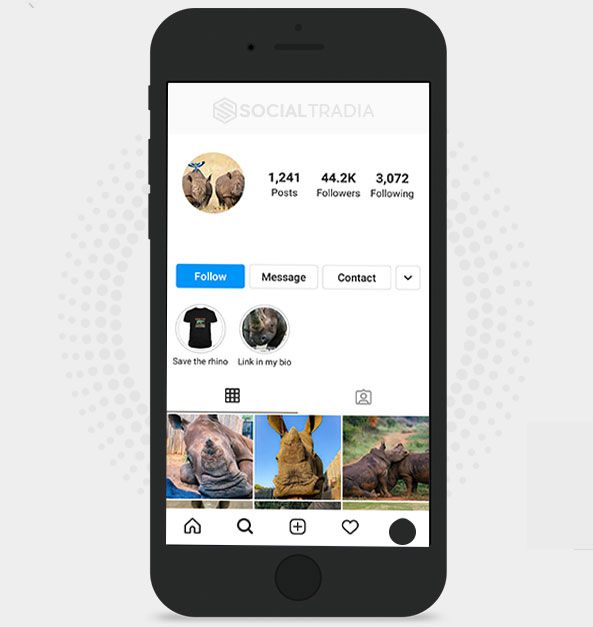 SOCIALTRADIA
1,241 44.2K 3,072
Posts Followers Following
Follow Message Contact
Save the rhino Link in my bio